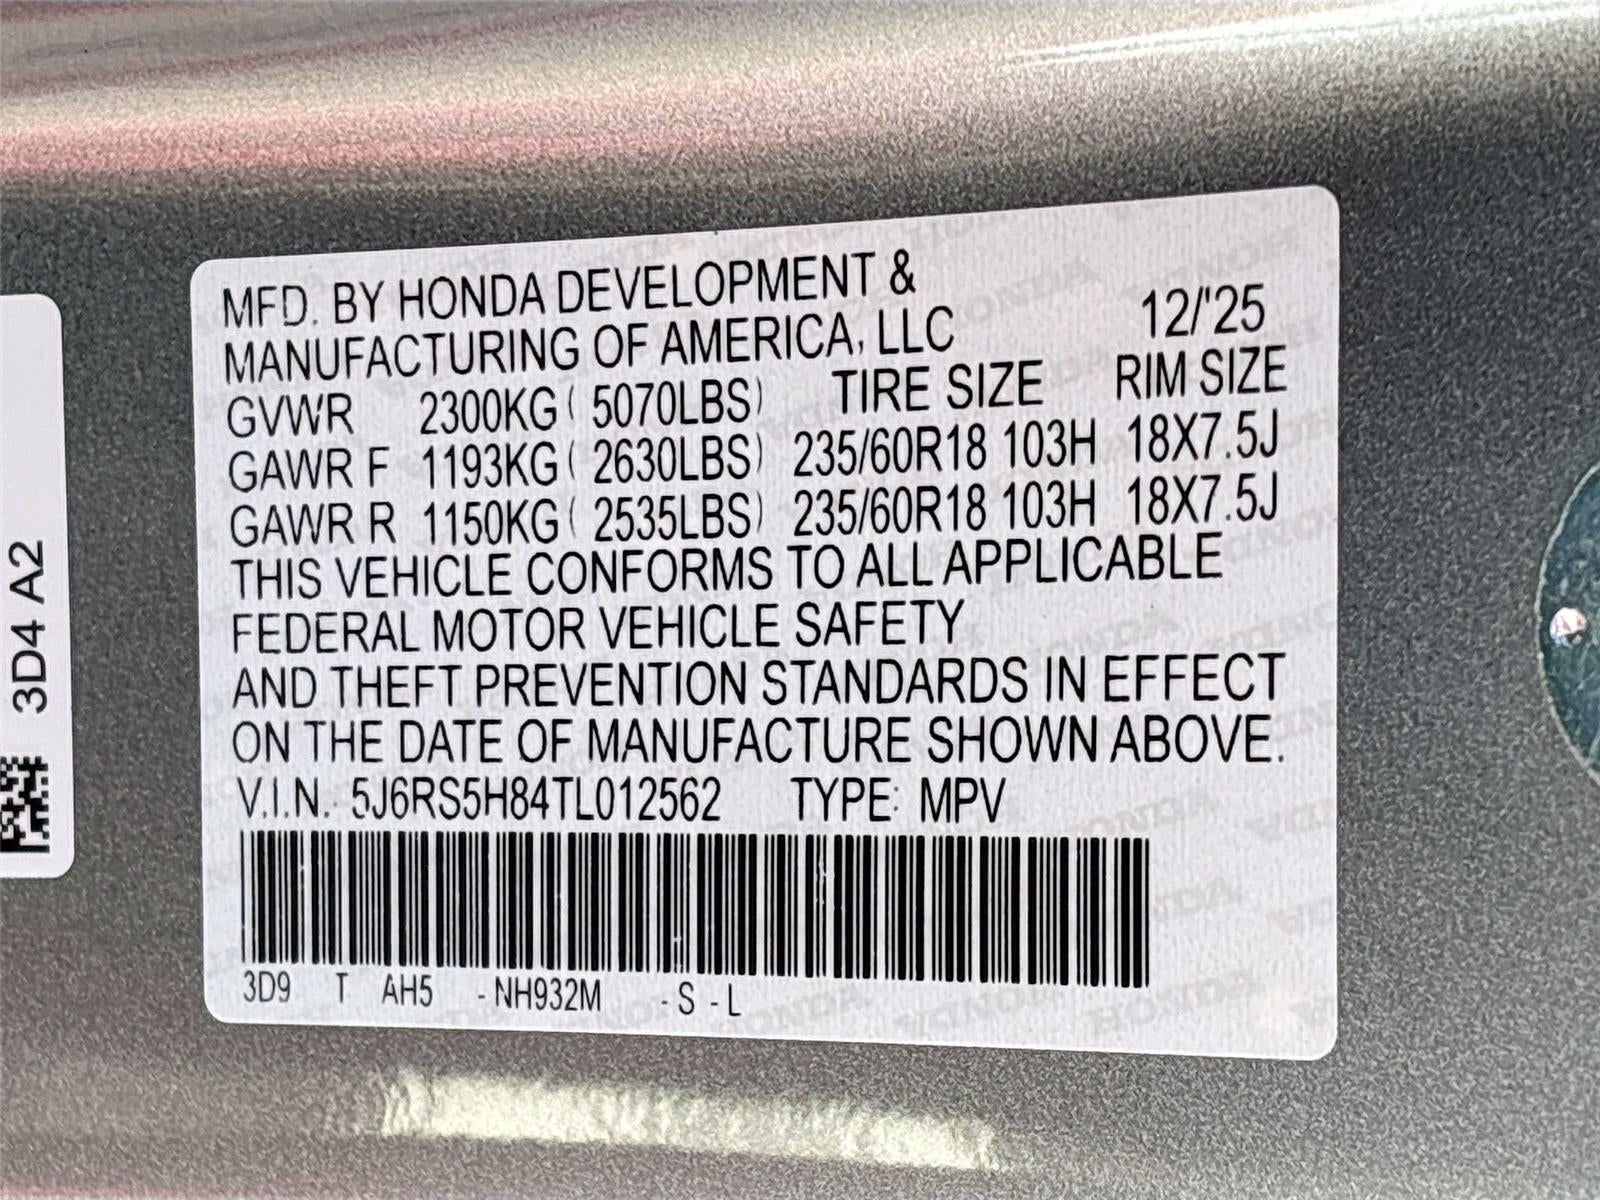 MFD. BY HONDA DEVELOPMENT &
MANUFACTURING OF AMERICA, LLC 12/'25
GVWR 2300KG ( 5070LBS) TIRE SIZE RIM SIZE
GAWR F 1193KG ( 2630LBS) 235/60R18 103H 18X7.5J
GAWR R 1150KG ( 2535LBS) 235/60R18 103H 18X7.5J
THIS VEHICLE CONFORMS TO ALL APPLICABLE
FEDERAL MOTOR VEHICLE SAFETY
AND THEFT PREVENTION STANDARDS IN EFFECT
ON THE DATE OF MANUFACTURE SHOWN ABOVE.
V.I.N.: 5J6RS5H84TL012562 TYPE: MPV
3D9 T AH5 - NH932M - S - L
3D4 A2